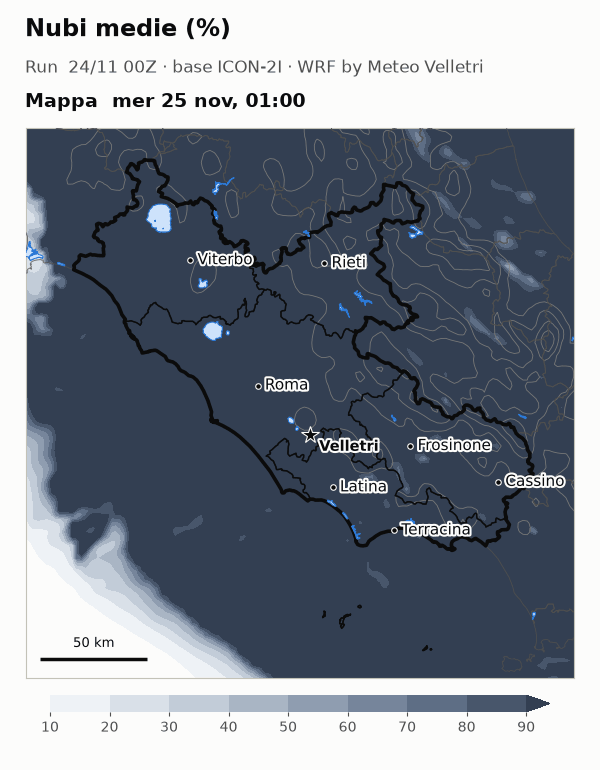 Nubi medie (%)
Run  24/11 00Z · base ICON-2I · WRF by Meteo Velletri
Mappa  mer 25 nov, 01:00
Viterbo
Rieti
Roma
Velletri
Frosinone
Cassino
Latina
Terracina
50 km
10 20 30 40 50 60 70 80 90